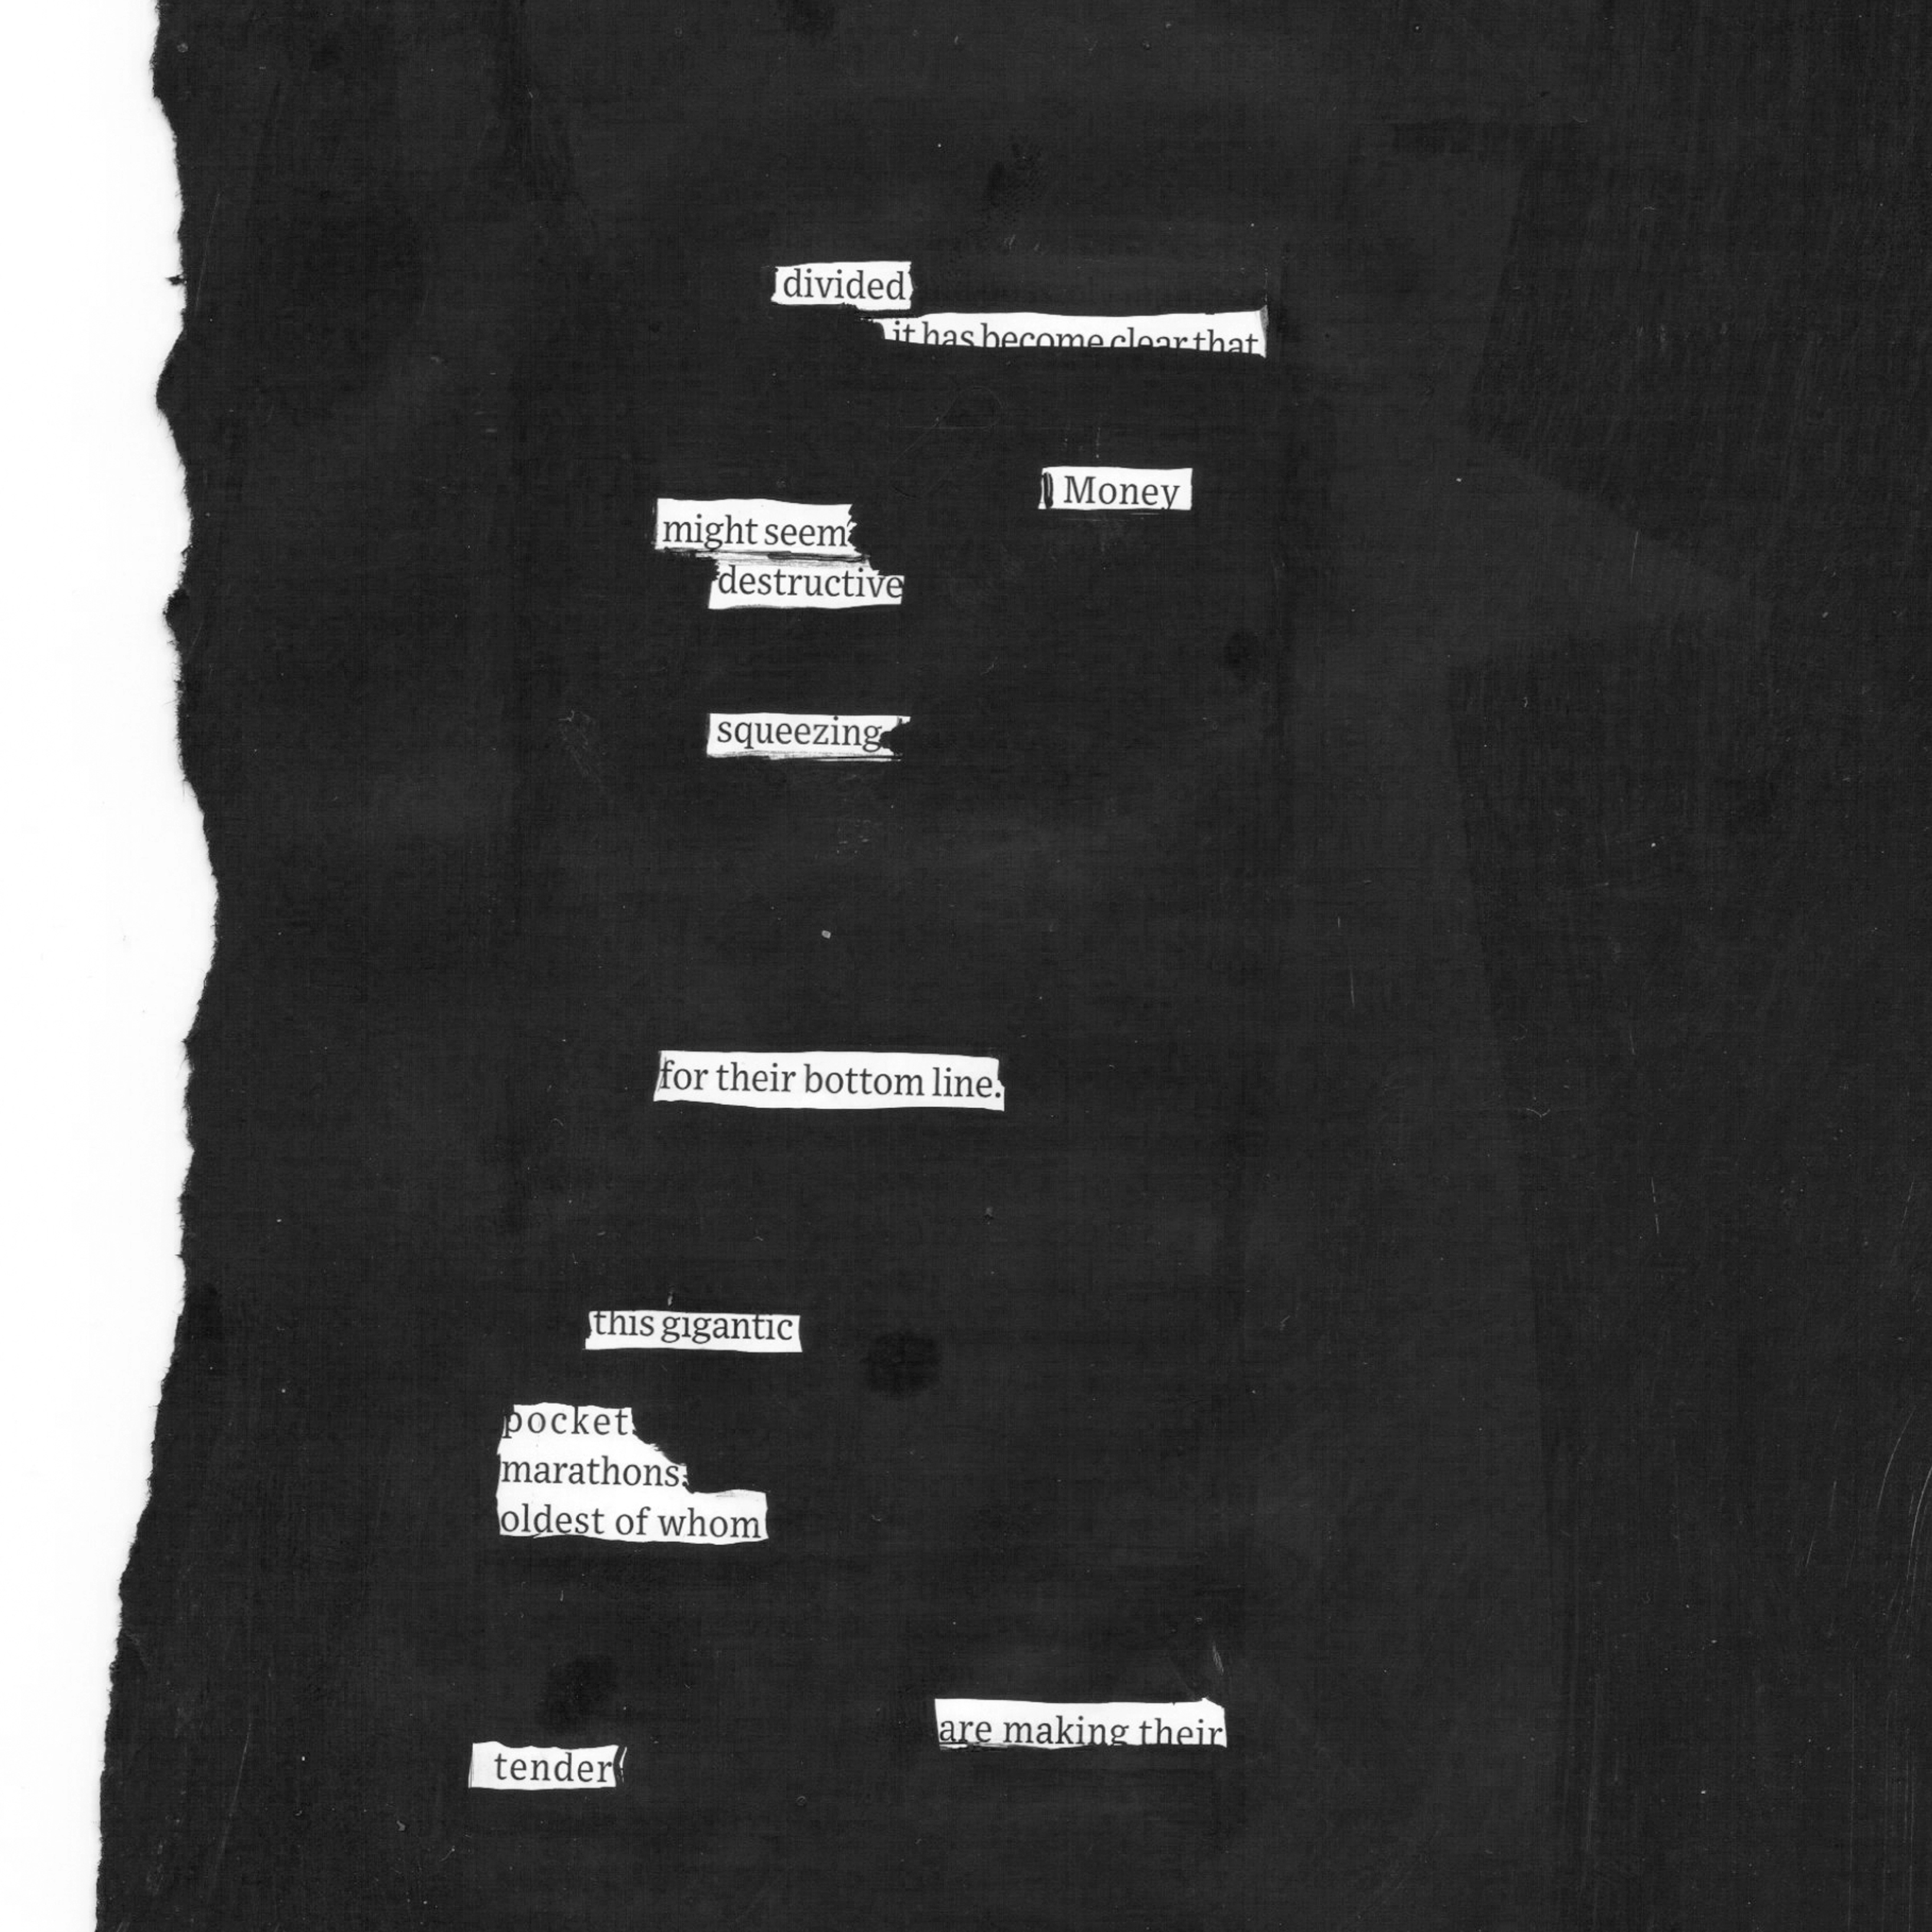 divided
it has become clear that
Money
might seem
destructive
squeezing
for their bottom line.
this gigantic
pocket
marathons
oldest of whom
are making their
tender